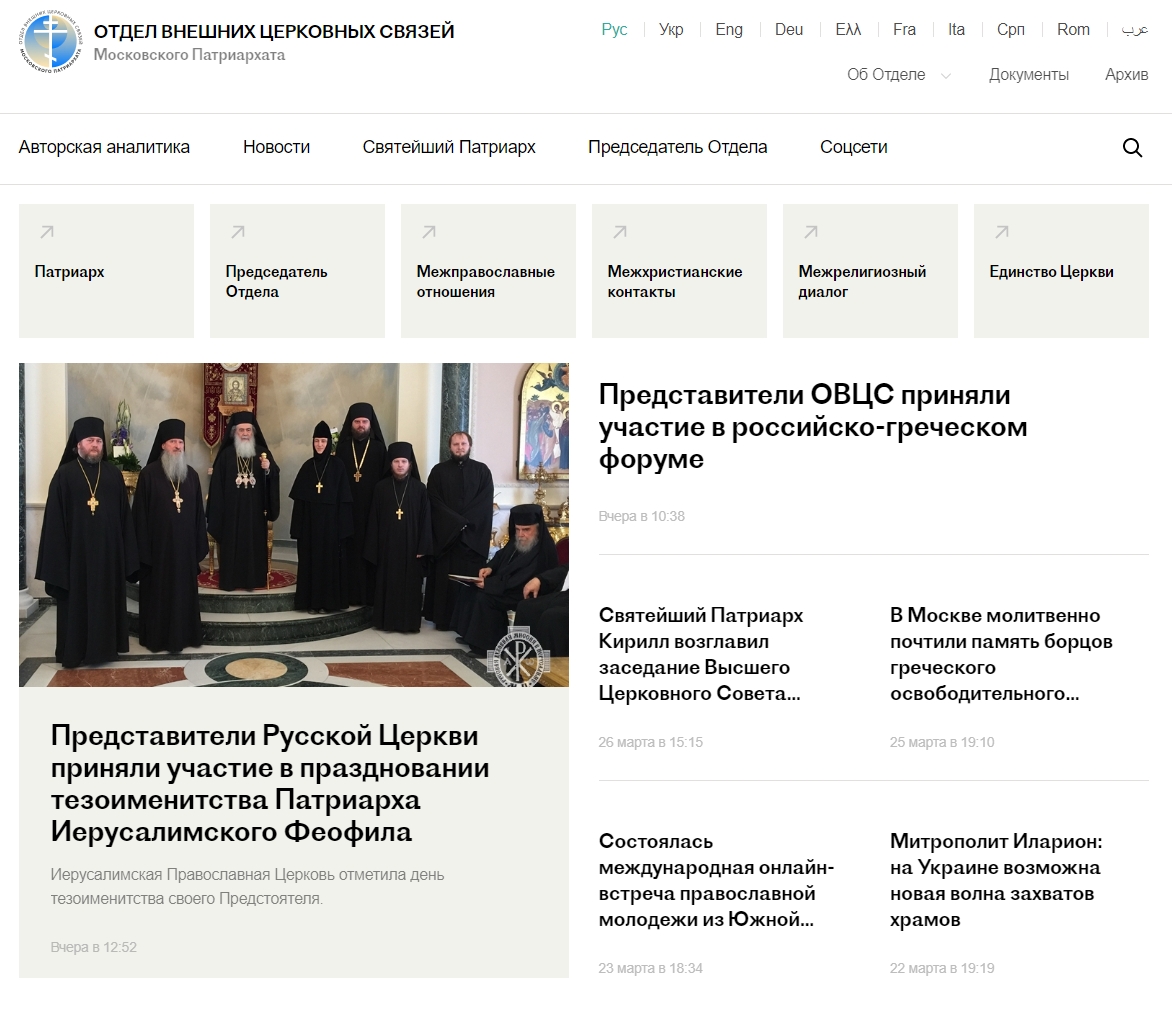 ОТДЕЛ ВНЕШНИХ ЦЕРКОВНЫХ СВЯЗЕЙ
Московского Патриархата
Рус Укр Eng Deu Ελλ Fra Ita Срп Rom عربي
Об Отделе Документы Архив
Авторская аналитика Новости Святейший Патриарх Председатель Отдела Соцсети
Патриарх
Председатель
Отдела
Межправославные
отношения
Межхристианские
контакты
Межрелигиозный
диалог
Единство Церкви
Представители Русской Церкви
приняли участие в праздновании
тезоименитства Патриарха
Иерусалимского Феофила
Иерусалимская Православная Церковь отметила день
тезоименитства своего Предстоятеля.
Вчера в 12:52
Представители ОВЦС приняли
участие в российско-греческом
форуме
Вчера в 10:38
Святейший Патриарх
Кирилл возглавил
заседание Высшего
Церковного Совета...
26 марта в 15:15
В Москве молитвенно
почтили память борцов
греческого
освободительного...
25 марта в 19:10
Состоялась
международная онлайн-
встреча православной
молодежи из Южной...
23 марта в 18:34
Митрополит Иларион:
на Украине возможна
новая волна захватов
храмов
22 марта в 19:19